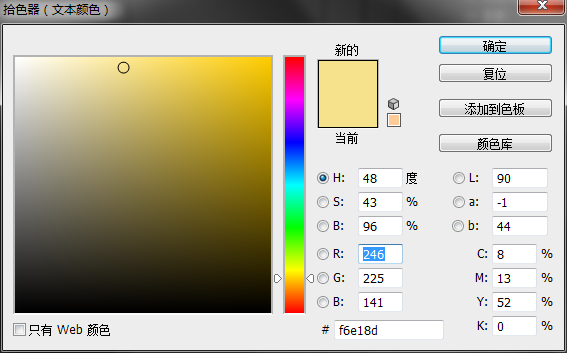 拾色器（文本颜色）
新的
当前
确定
复位
添加到色板
颜色库
H: 48 度
S: 43 %
B: 96 %
R: 246
G: 225
B: 141
# f6e18d
L: 90
a: -1
b: 44
C: 8 %
M: 13 %
Y: 52 %
K: 0 %
只有 Web 颜色